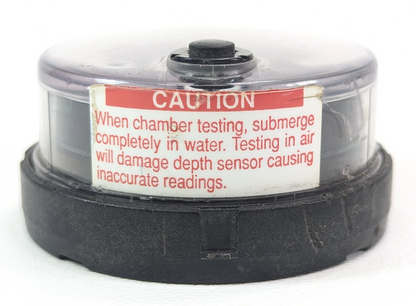 CAUTION
When chamber testing, submerge
completely in water. Testing in air
will damage depth sensor causing
inaccurate readings.